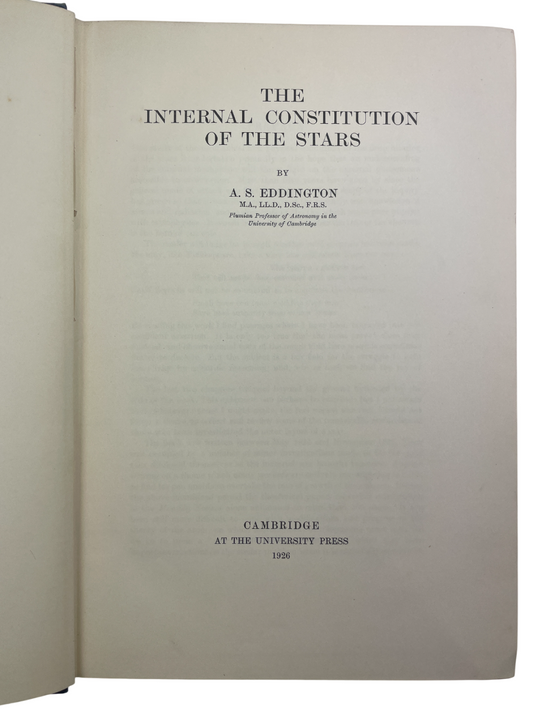 THE
INTERNAL CONSTITUTION
OF THE STARS
BY
A. S. EDDINGTON
M.A., LL.D., D.Sc., F.R.S.
Plumian Professor of Astronomy in the
University of Cambridge
CAMBRIDGE
AT THE UNIVERSITY PRESS
1926